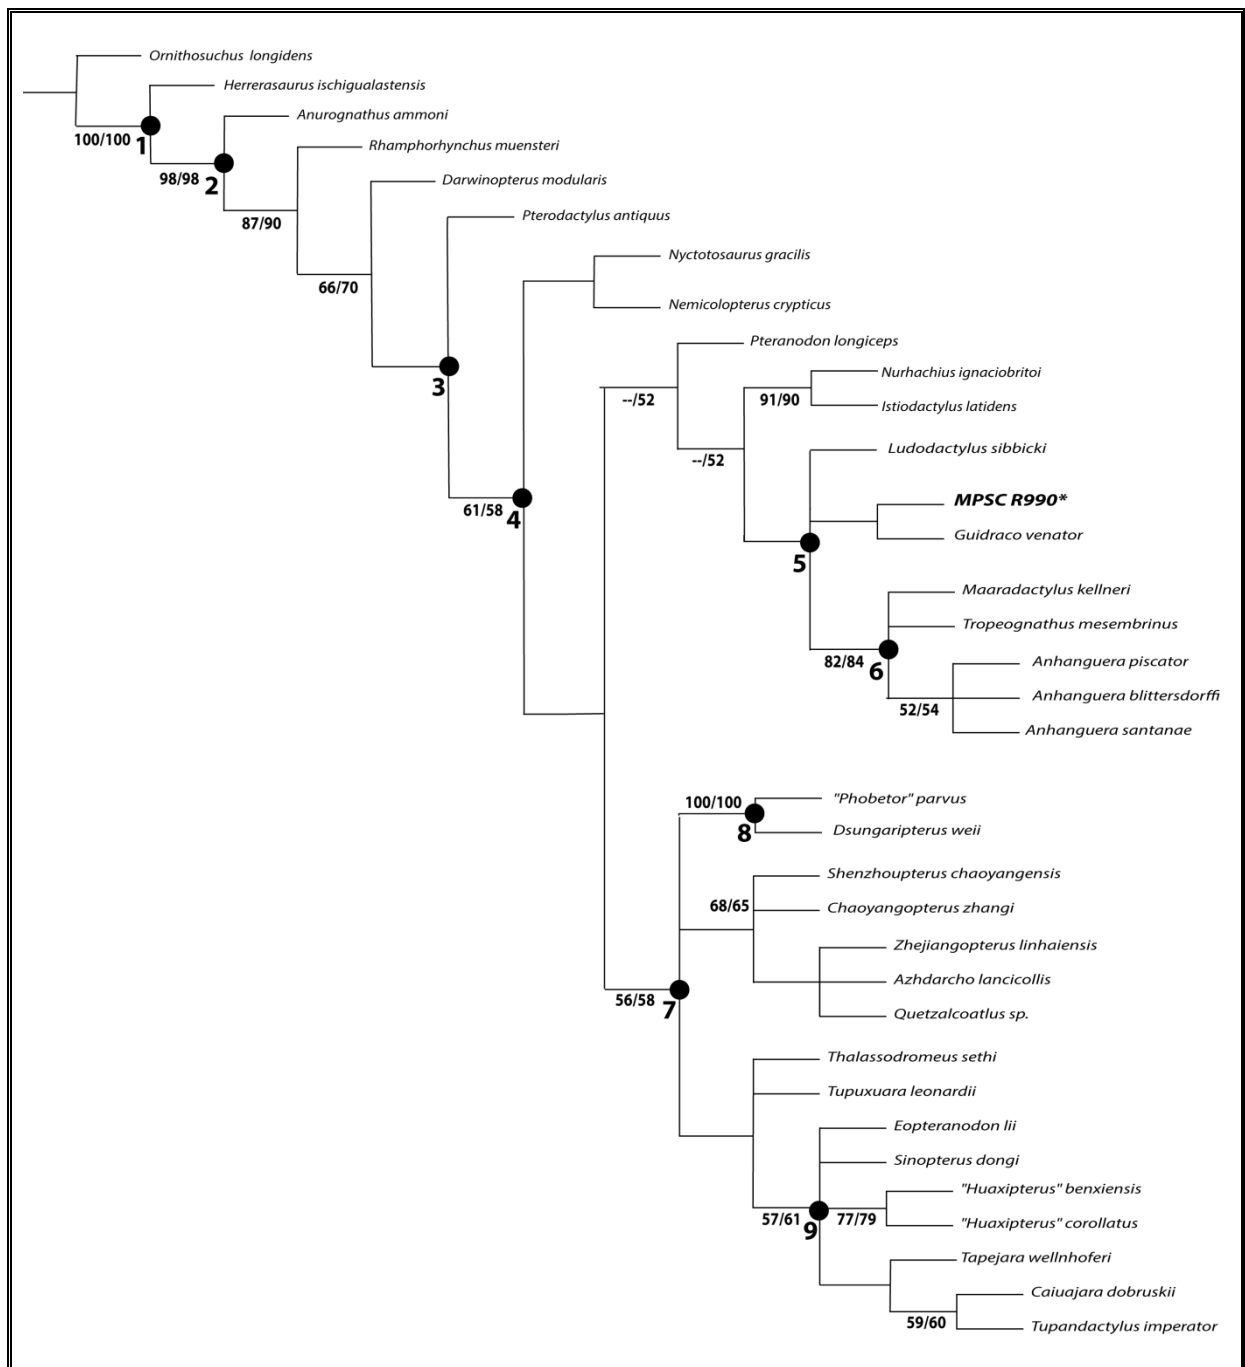 Ornithosuchus longidens
Herrerasaurus ischigualastensis
Anurognathus ammoni
100/100
1
Rhamphorhynchus muensteri
98/98
2
Darwinopterus modularis
87/90
Pterodactylus antiquus
Nyctotosaurus gracilis
66/70
Nemicolopterus crypticus
Pteranodon longiceps
Nurhachius ignaciobritoi
3
--/52
91/90
Istiodactylus latidens
Ludodactylus sibbicki
--/52
MPSC R990*
61/58
4
Guidraco venator
5
Maaradactylus kellneri
Tropeognathus mesembrinus
82/84
6
Anhanguera piscator
Anhanguera blittersdorffi
52/54
Anhanguera santanae
100/100
"Phobetor" parvus
8
Dsungaripterus weii
Shenzhoupterus chaoyangensis
68/65
Chaoyangopterus zhangi
Zhejiangopterus linhaiensis
Azhdarcho lancicollis
56/58
7
Quetzalcoatlus sp.
Thalassodromeus sethi
Tupuxuara leonardii
Eopteranodon lii
Sinopterus dongi
"Huaxipterus" benxiensis
57/61
9
77/79
"Huaxipterus" corollatus
Tapejara wellnhoferi
Caiuajara dobruskii
59/60
Tupandactylus imperator